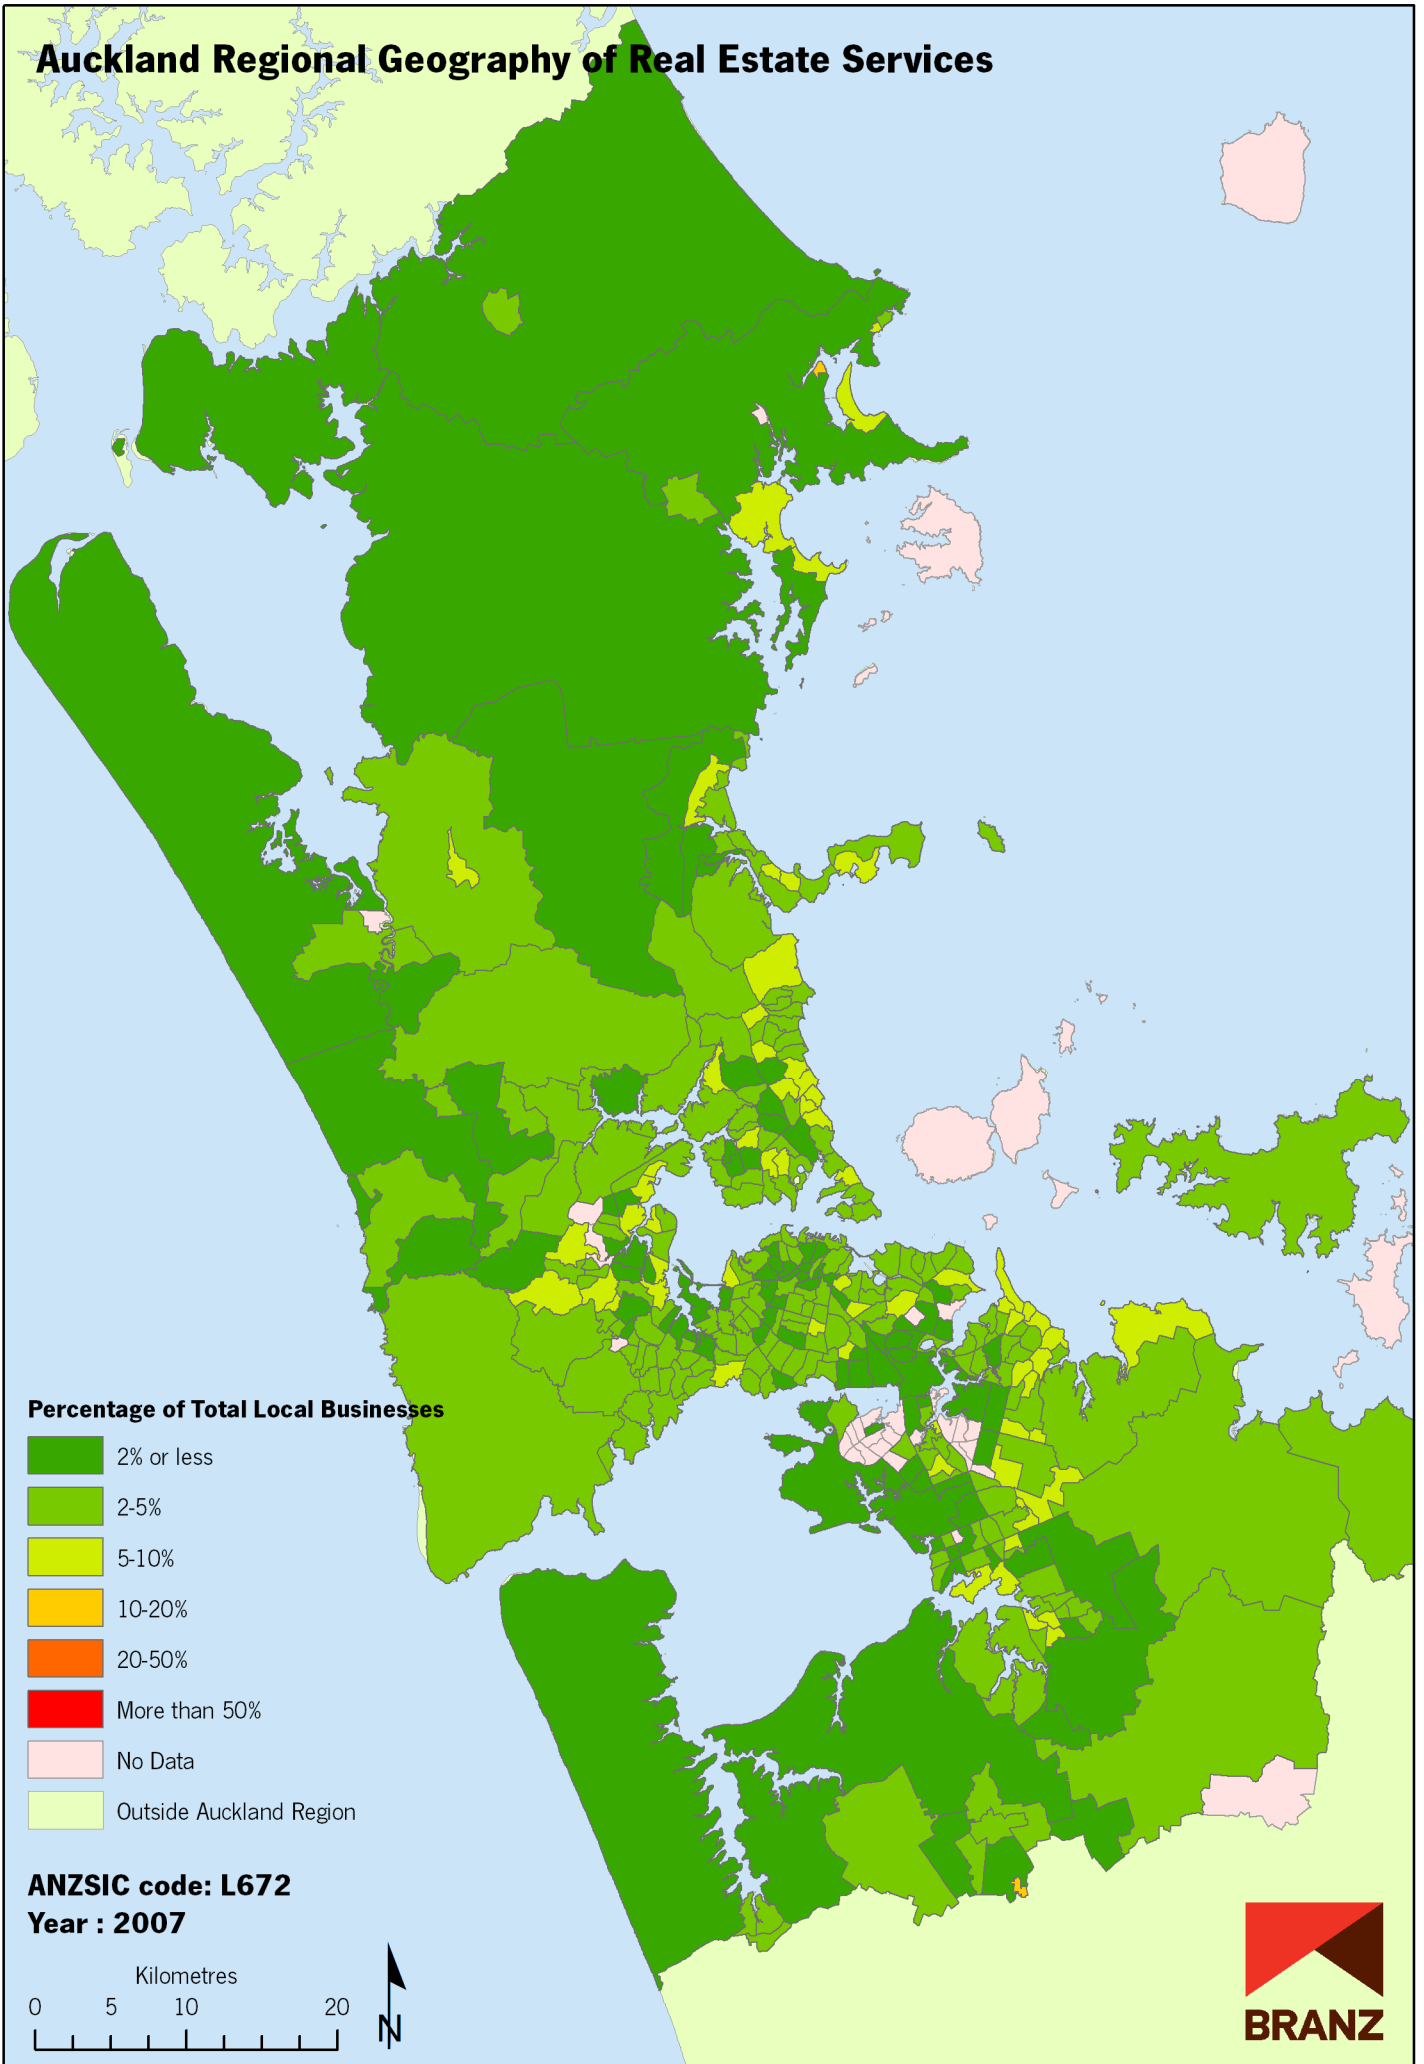 Auckland Regional Geography of Real Estate Services
Percentage of Total Local Businesses
2% or less
2-5%
5-10%
10-20%
20-50%
More than 50%
No Data
Outside Auckland Region
ANZSIC code: L672
Year : 2007
Kilometres
0 5 10 20
N
BRANZ